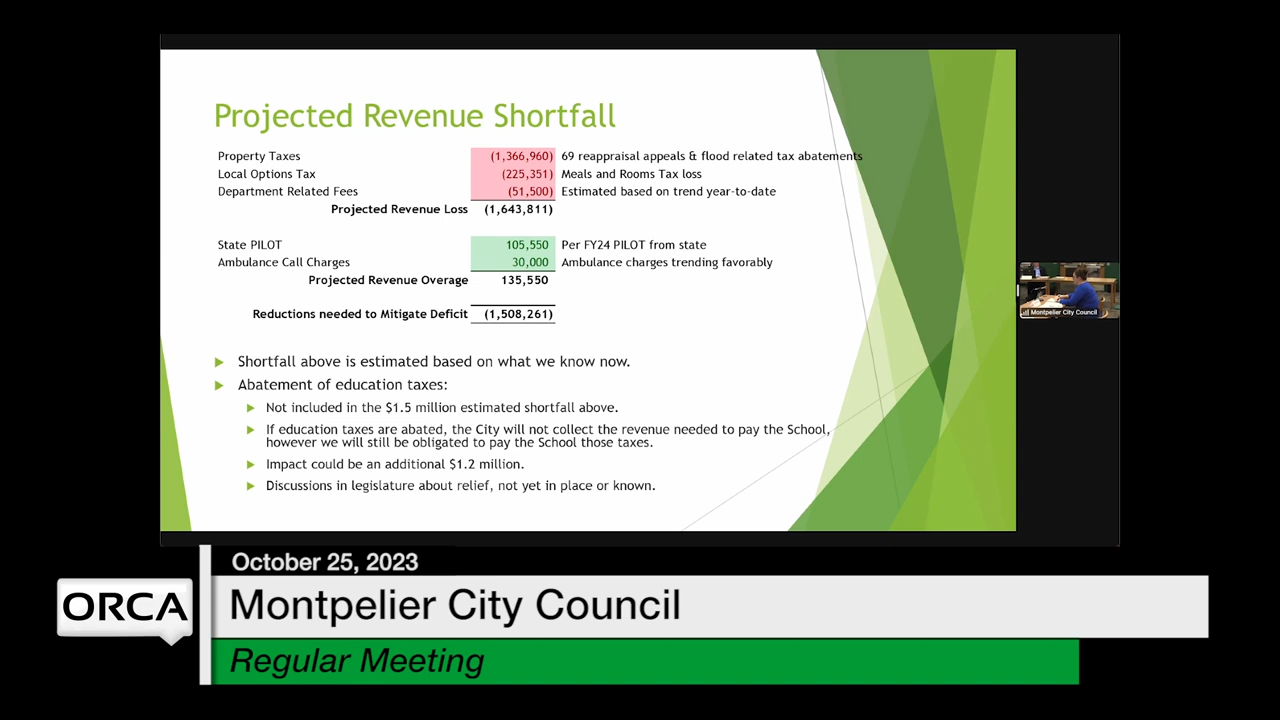 Projected Revenue Shortfall
Property Taxes (1,366,960) 69 reappraisal appeals & flood related tax abatements
Local Options Tax (225,351) Meals and Rooms Tax loss
Department Related Fees (51,500) Estimated based on trend year-to-date
Projected Revenue Loss (1,643,811)
State PILOT 105,550 Per FY24 PILOT from state
Ambulance Call Charges 30,000 Ambulance charges trending favorably
Projected Revenue Overage 135,550
Reductions needed to Mitigate Deficit (1,508,261)
Shortfall above is estimated based on what we know now.
Abatement of education taxes:
Not included in the $1.5 million estimated shortfall above.
If education taxes are abated, the City will not collect the revenue needed to pay the School,
however we will still be obligated to pay the School those taxes.
Impact could be an additional $1.2 million.
Discussions in legislature about relief, not yet in place or known.
Montpelier City Council
October 25, 2023
ORCA
Montpelier City Council
Regular Meeting